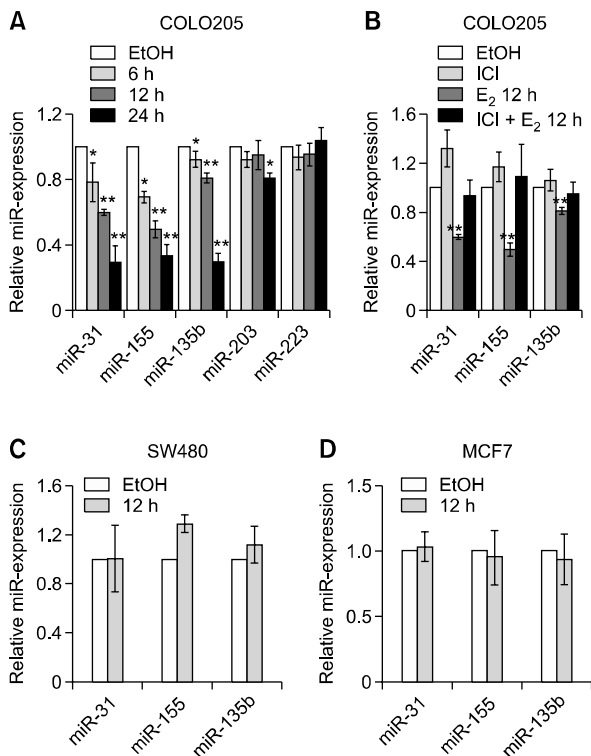 A
COLO205
EtOH
6 h
12 h
24 h
Relative miR-expression
1.2
0.8
0.4
0
*
**
**
*
**
**
*
**
**
*
miR-31
miR-155
miR-135b
miR-203
miR-223
B
COLO205
EtOH
ICI
E₂ 12 h
ICI + E₂ 12 h
Relative miR-expression
1.6
1.2
0.8
0.4
0
**
**
**
miR-31
miR-155
miR-135b
C
SW480
EtOH
12 h
Relative miR-expression
1.6
1.2
0.8
0.4
0
miR-31
miR-155
miR-135b
D
MCF7
EtOH
12 h
Relative miR-expression
1.5
1.0
0.5
0
miR-31
miR-155
miR-135b